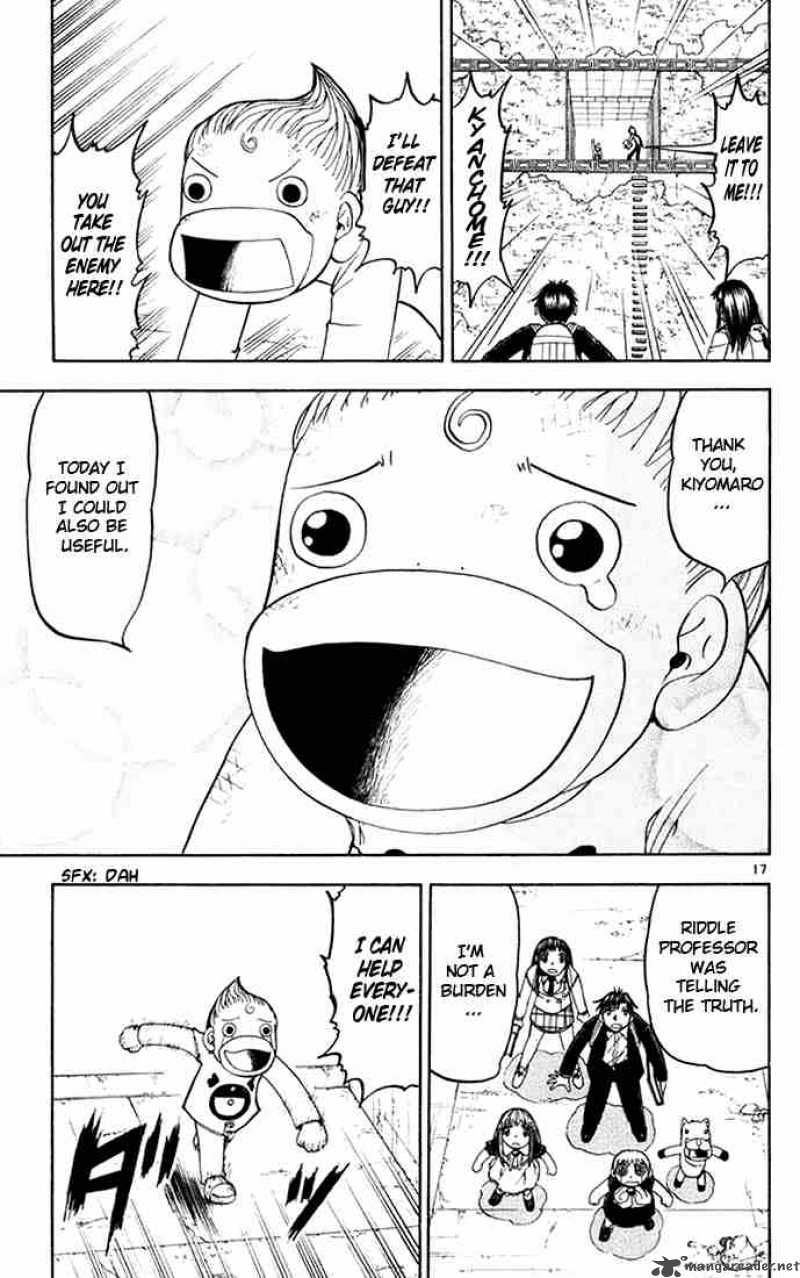 LEAVE
IT TO
ME!!!
KYANCHOME!!!
I'LL
DEFEAT
THAT
GUY!!
YOU
TAKE
OUT THE
ENEMY
HERE!!
THANK
YOU,
KIYOMARO
...
TODAY I
FOUND OUT
I COULD
ALSO BE
USEFUL.
17
RIDDLE
PROFESSOR
WAS
TELLING
THE TRUTH.
I'M
NOT A
BURDEN
...
SFX: DAH
I CAN
HELP
EVERY-
ONE!!!
ダッ
mangareader.net